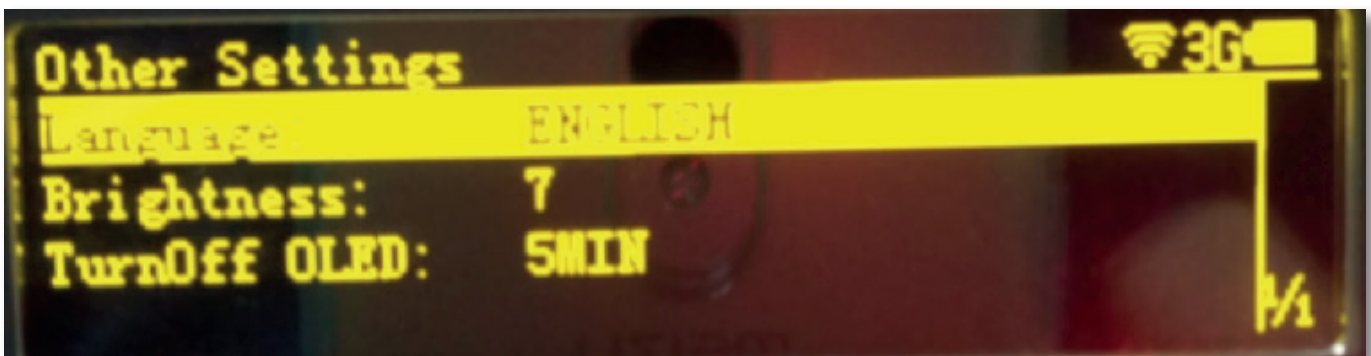 Other Settings 3G
Language: ENGLISH
Brightness: 7
TurnOff OLED: 5MIN
1/1